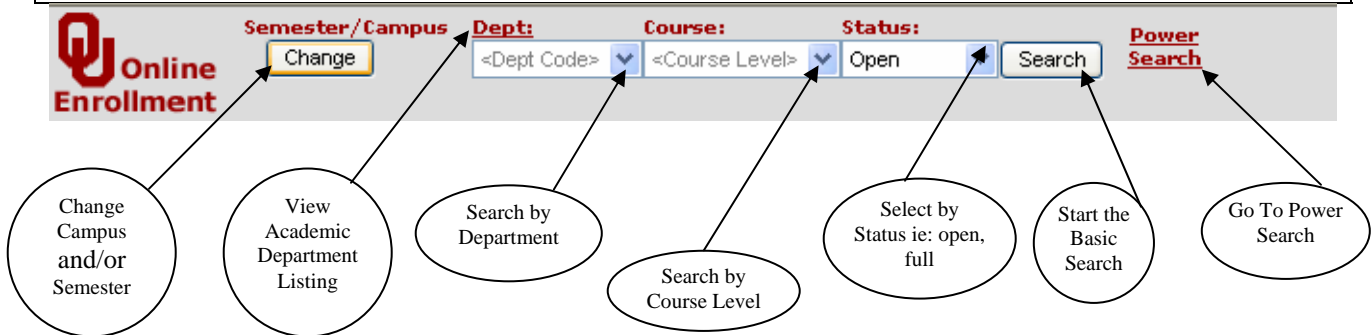 Semester/Campus Dept: Course: Status: Power
Change <Dept Code> <Course Level> Open Search Search
OU Online
Enrollment
Change
Campus
and/or
Semester
View
Academic
Department
Listing
Search by
Department
Search by
Course Level
Select by
Status ie: open,
full
Start the
Basic
Search
Go To Power
Search